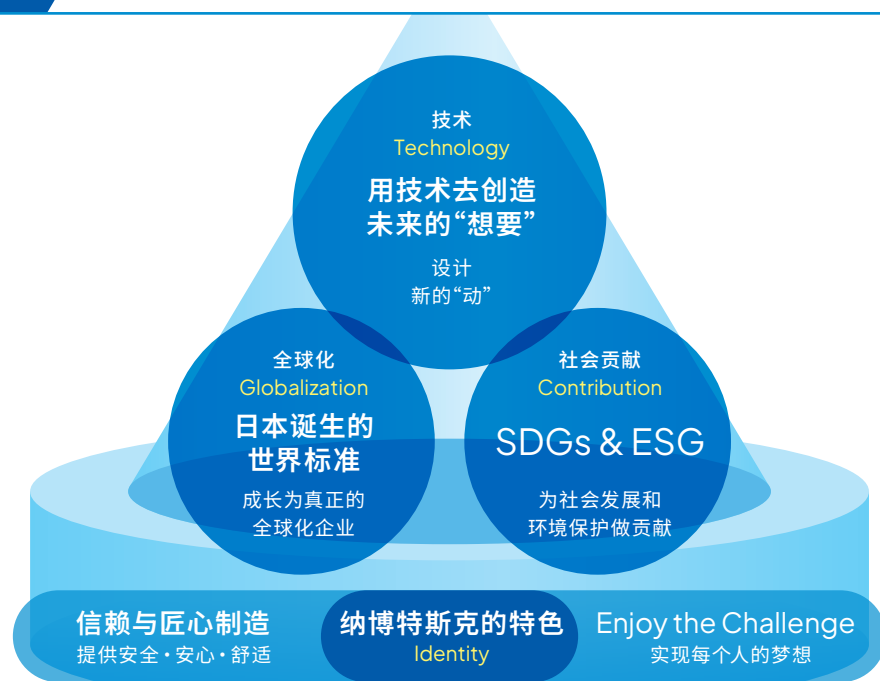 技术
Technology
用技术去创造
未来的“想要”
设计
新的“动”
全球化
Globalization
日本诞生的
世界标准
成长为真正的
全球化企业
社会贡献
Contribution
SDGs & ESG
为社会发展和
环境保护做贡献
信赖与匠心制造
提供安全·安心·舒适
纳博特斯克的特色
Identity
Enjoy the Challenge
实现每个人的梦想